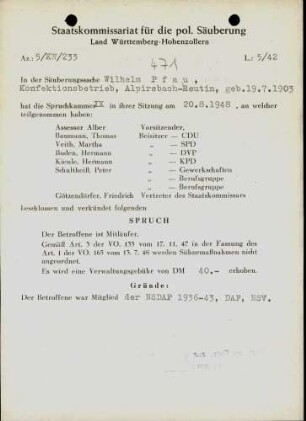 Staatskommissariat für die pol. Säuberung
Land Württemberg-Hohenzollern
Az.: 5/XX/233
L.: 5/42
471
In der Säuberungssache Wilhelm Pfau,
Konfektionsbetrieb, Alpirsbach-Reutin, geb.19.7.1903
hat die Spruchkammer XX in ihrer Sitzung am 20.8.1948, an welcher
teilgenommen haben:
Assessor Alber Vorsitzender,
Baumann, Thomas Beisitzer — CDU
Veith, Martha „ — SPD
Boden, Hermann „ — DVP
Kienle, Hermann „ — KPD
Schaltheiß, Peter „ — Gewerkschaften
„ — Berufsgruppe
„ — Berufsgruppe
Götzendörfer, Friedrich Vertreter des Staatskommissars
beschlossen und verkündet folgenden
SPRUCH
Der Betroffene ist Mitläufer.
Gemäß Art. 3 der VO. 133 vom 17. 11. 47 in der Fassung des
Art. 1 der VO. 165 vom 13. 7. 48 werden Sühnemaßnahmen nicht
angeordnet.
Es wird eine Verwaltungsgebühr von DM 40.- erhoben.
Gründe:
Der Betroffene war Mitglied der NSDAP 1936-43, DAF, NSV.